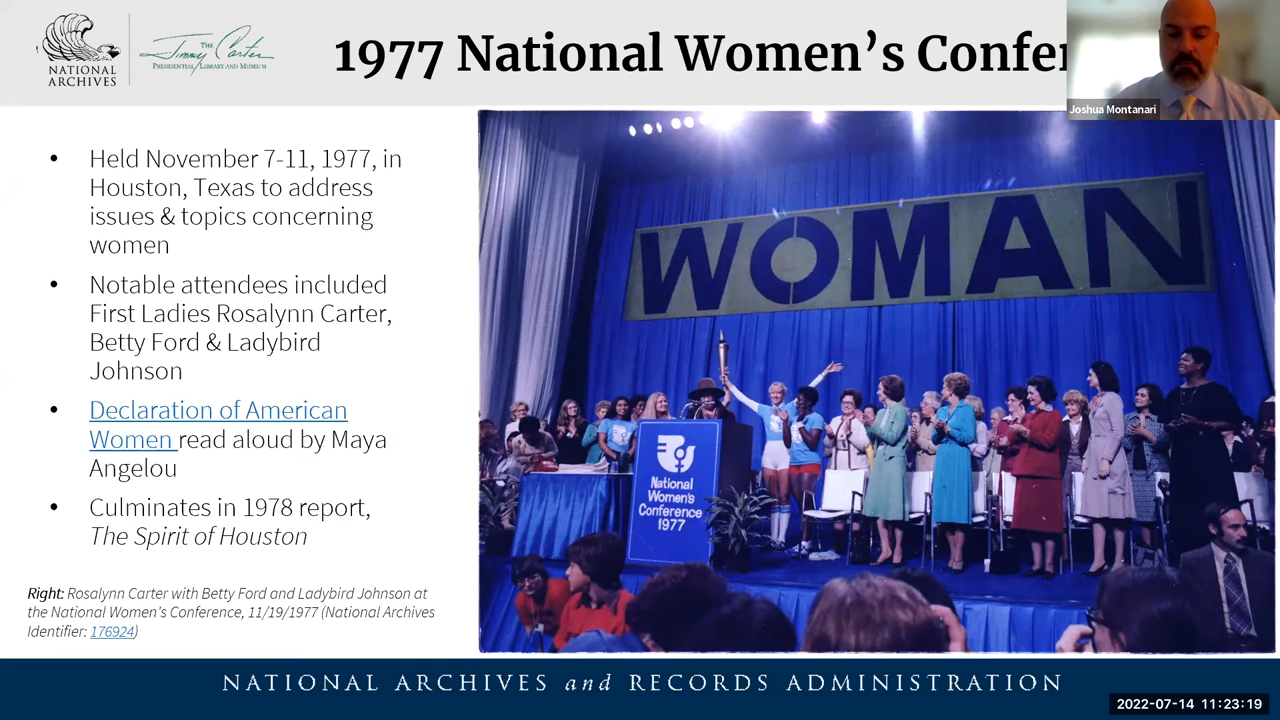 NATIONAL
ARCHIVES
THE
Jimmy Carter
PRESIDENTIAL LIBRARY AND MUSEUM
1977 National Women's Confer
Joshua Montanari
• Held November 7-11, 1977, in
Houston, Texas to address
issues & topics concerning
women
• Notable attendees included
First Ladies Rosalynn Carter,
Betty Ford & Ladybird
Johnson
• Declaration of American
Women read aloud by Maya
Angelou
• Culminates in 1978 report,
The Spirit of Houston
Right: Rosalynn Carter with Betty Ford and Ladybird Johnson at
the National Women's Conference, 11/19/1977 (National Archives
Identifier: 176924)
WOMAN
National
Women's
Conference
1977
NATIONAL ARCHIVES and RECORDS ADMINISTRATION
2022-07-14 11:23:19